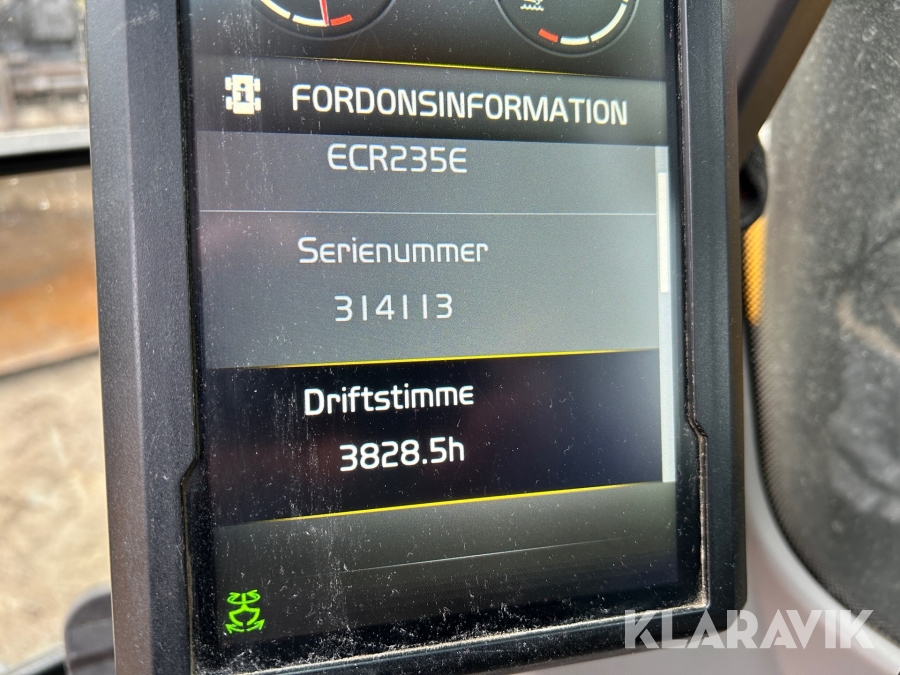 FORDONSINFORMATION
ECR235E
Serienummer
314113
Driftstimme
3828.5h
KLARAVIK